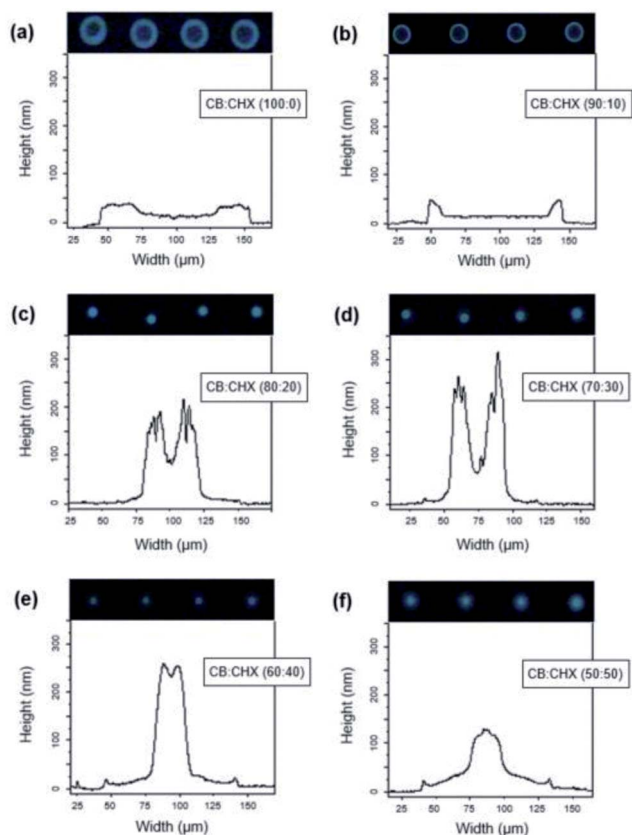 (a)
Height (nm)
300
200
100
0
CB:CHX (100:0)
25 50 75 100 125 150
Width (µm)
(b)
Height (nm)
300
200
100
0
CB:CHX (90:10)
25 50 75 100 125 150
Width (µm)
(c)
Height (nm)
300
200
100
0
CB:CHX (80:20)
25 50 75 100 125 150
Width (µm)
(d)
Height (nm)
300
200
100
0
CB:CHX (70:30)
25 50 75 100 125 150
Width (µm)
(e)
Height (nm)
300
200
100
0
CB:CHX (60:40)
25 50 75 100 125 150
Width (µm)
(f)
Height (nm)
300
200
100
0
CB:CHX (50:50)
25 50 75 100 125 150
Width (µm)